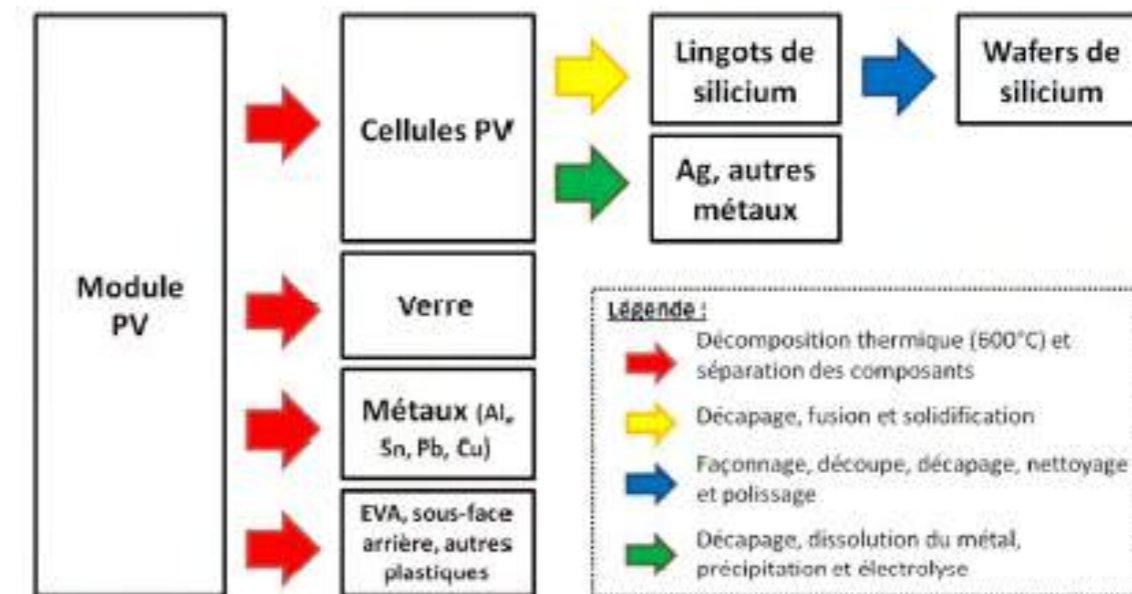 Module
PV
Cellules PV
Verre
Métaux (Al,
Sn, Pb, Cu)
EVA, sous-face
arrière, autres
plastiques
Lingots de
silicium
Ag, autres
métaux
Wafers de
silicium
Légende :
Décomposition thermique (600°C) et
séparation des composants
Décapage, fusion et solidification
Façonnage, découpe, décapage, nettoyage
et polissage
Décapage, dissolution du métal,
précipitation et électrolyse